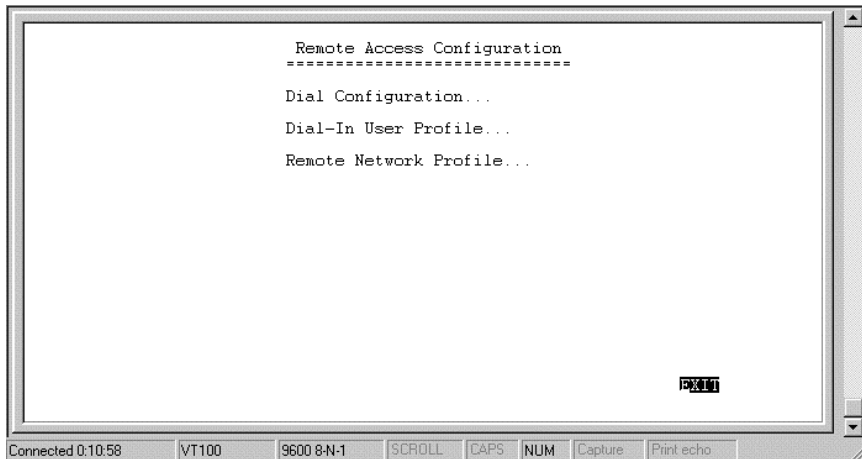 Remote Access Configuration
=============================
Dial Configuration...
Dial-In User Profile...
Remote Network Profile...
EXIT
Connected 0:10:58 VT100 9600 8-N-1 SCROLL CAPS NUM Capture Print echo